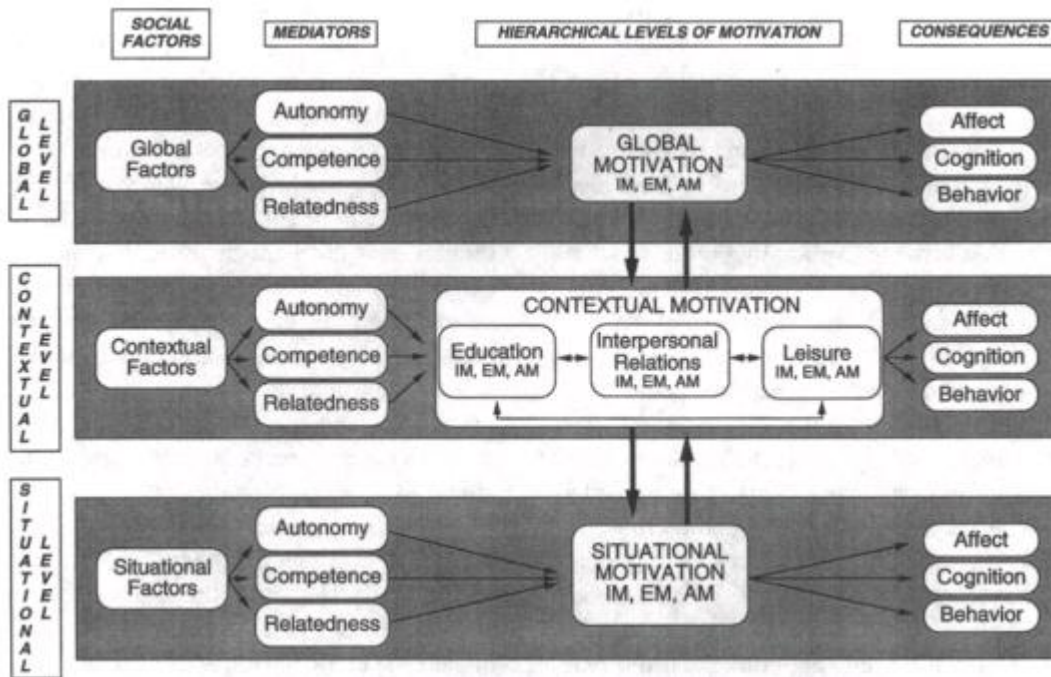 SOCIAL
FACTORS
MEDIATORS
HIERARCHICAL LEVELS OF MOTIVATION
CONSEQUENCES
GLOBAL
LEVEL
Global
Factors
Autonomy
Competence
Relatedness
GLOBAL
MOTIVATION
IM, EM, AM
Affect
Cognition
Behavior
CONTEXTUAL
LEVEL
Contextual
Factors
Autonomy
Competence
Relatedness
CONTEXTUAL MOTIVATION
Education
IM, EM, AM
Interpersonal
Relations
IM, EM, AM
Leisure
IM, EM, AM
Affect
Cognition
Behavior
SITUATIONAL
LEVEL
Situational
Factors
Autonomy
Competence
Relatedness
SITUATIONAL
MOTIVATION
IM, EM, AM
Affect
Cognition
Behavior